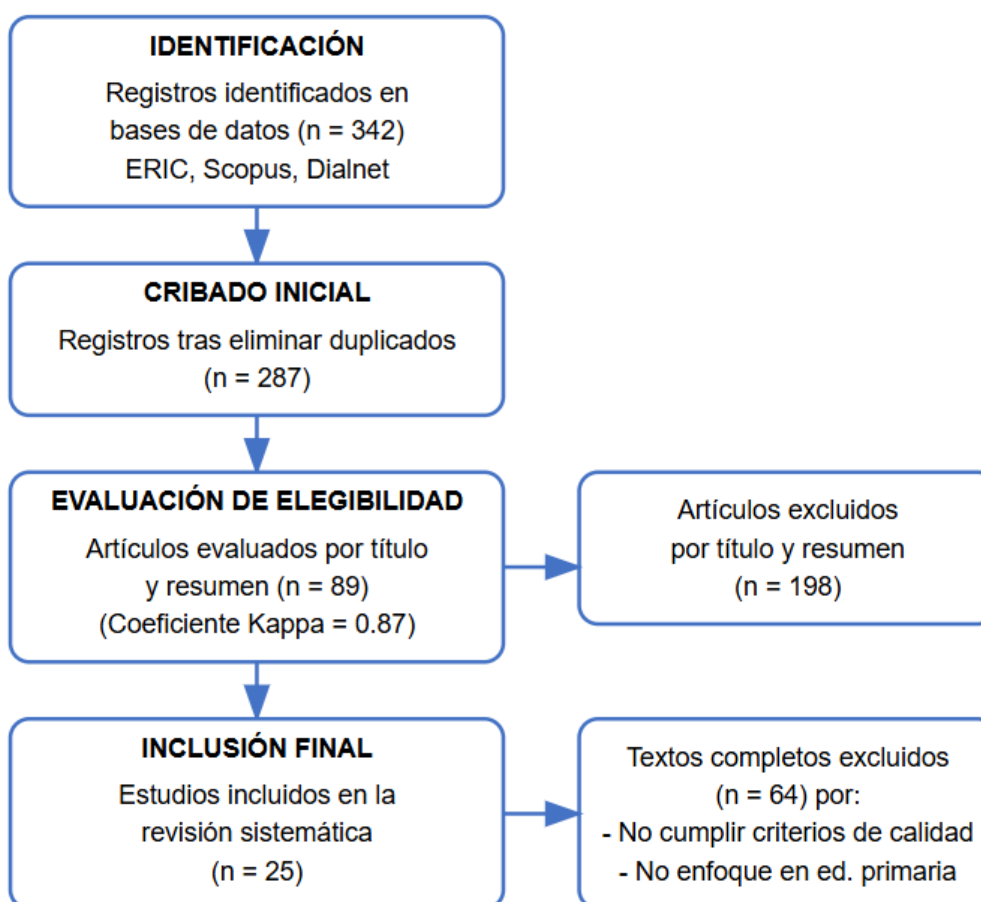 IDENTIFICACIÓN
Registros identificados en
bases de datos (n = 342)
ERIC, Scopus, Dialnet
CRIBADO INICIAL
Registros tras eliminar duplicados
(n = 287)
EVALUACIÓN DE ELEGIBILIDAD
Artículos evaluados por título
y resumen (n = 89)
(Coeficiente Kappa = 0.87)
Artículos excluidos
por título y resumen
(n = 198)
INCLUSIÓN FINAL
Estudios incluidos en la
revisión sistemática
(n = 25)
Textos completos excluidos
(n = 64) por:
- No cumplir criterios de calidad
- No enfoque en ed. primaria